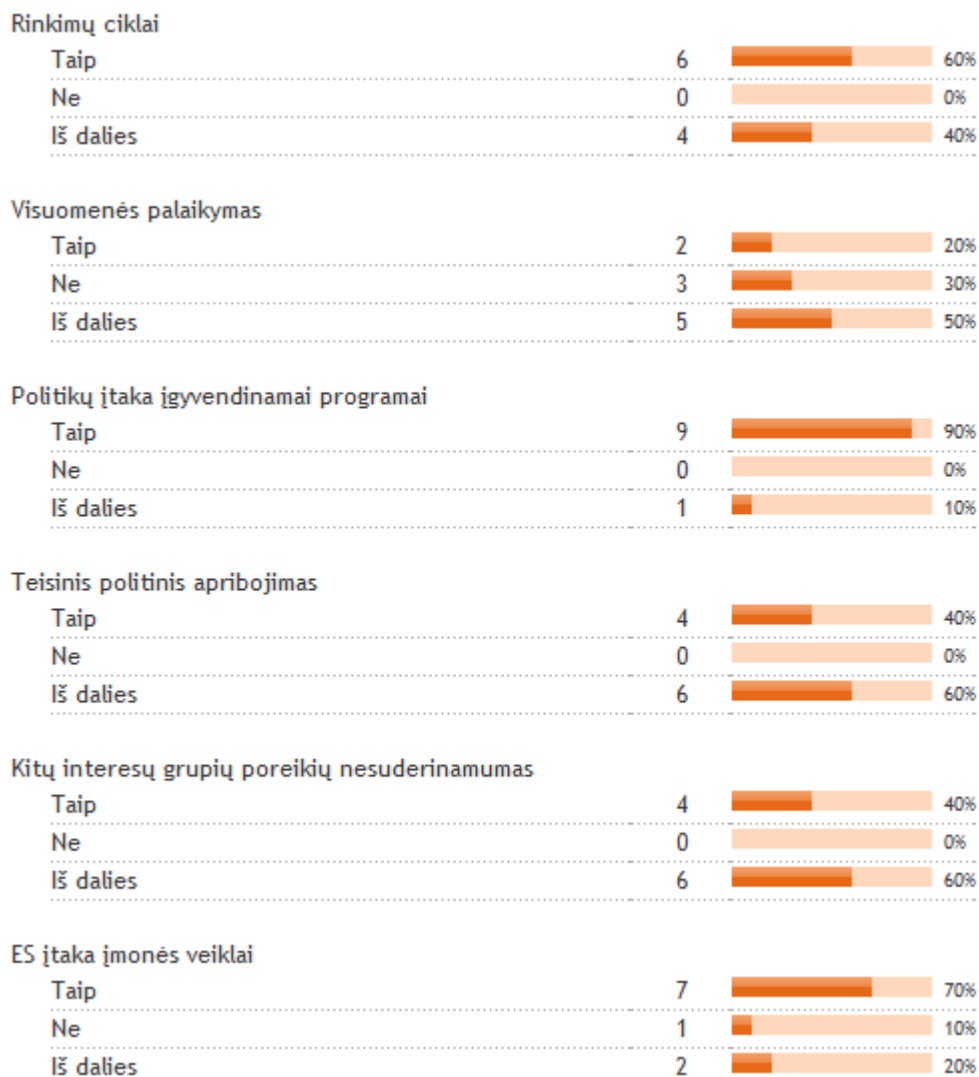 Rinkimų ciklai
Taip 6 60%
Ne 0 0%
Iš dalies 4 40%
Visuomenės palaikymas
Taip 2 20%
Ne 3 30%
Iš dalies 5 50%
Politikų įtaka įgyvendinamai programai
Taip 9 90%
Ne 0 0%
Iš dalies 1 10%
Teisinis politinis apribojimas
Taip 4 40%
Ne 0 0%
Iš dalies 6 60%
Kitų interesų grupių poreikių nesuderinamumas
Taip 4 40%
Ne 0 0%
Iš dalies 6 60%
ES įtaka įmonės veiklai
Taip 7 70%
Ne 1 10%
Iš dalies 2 20%